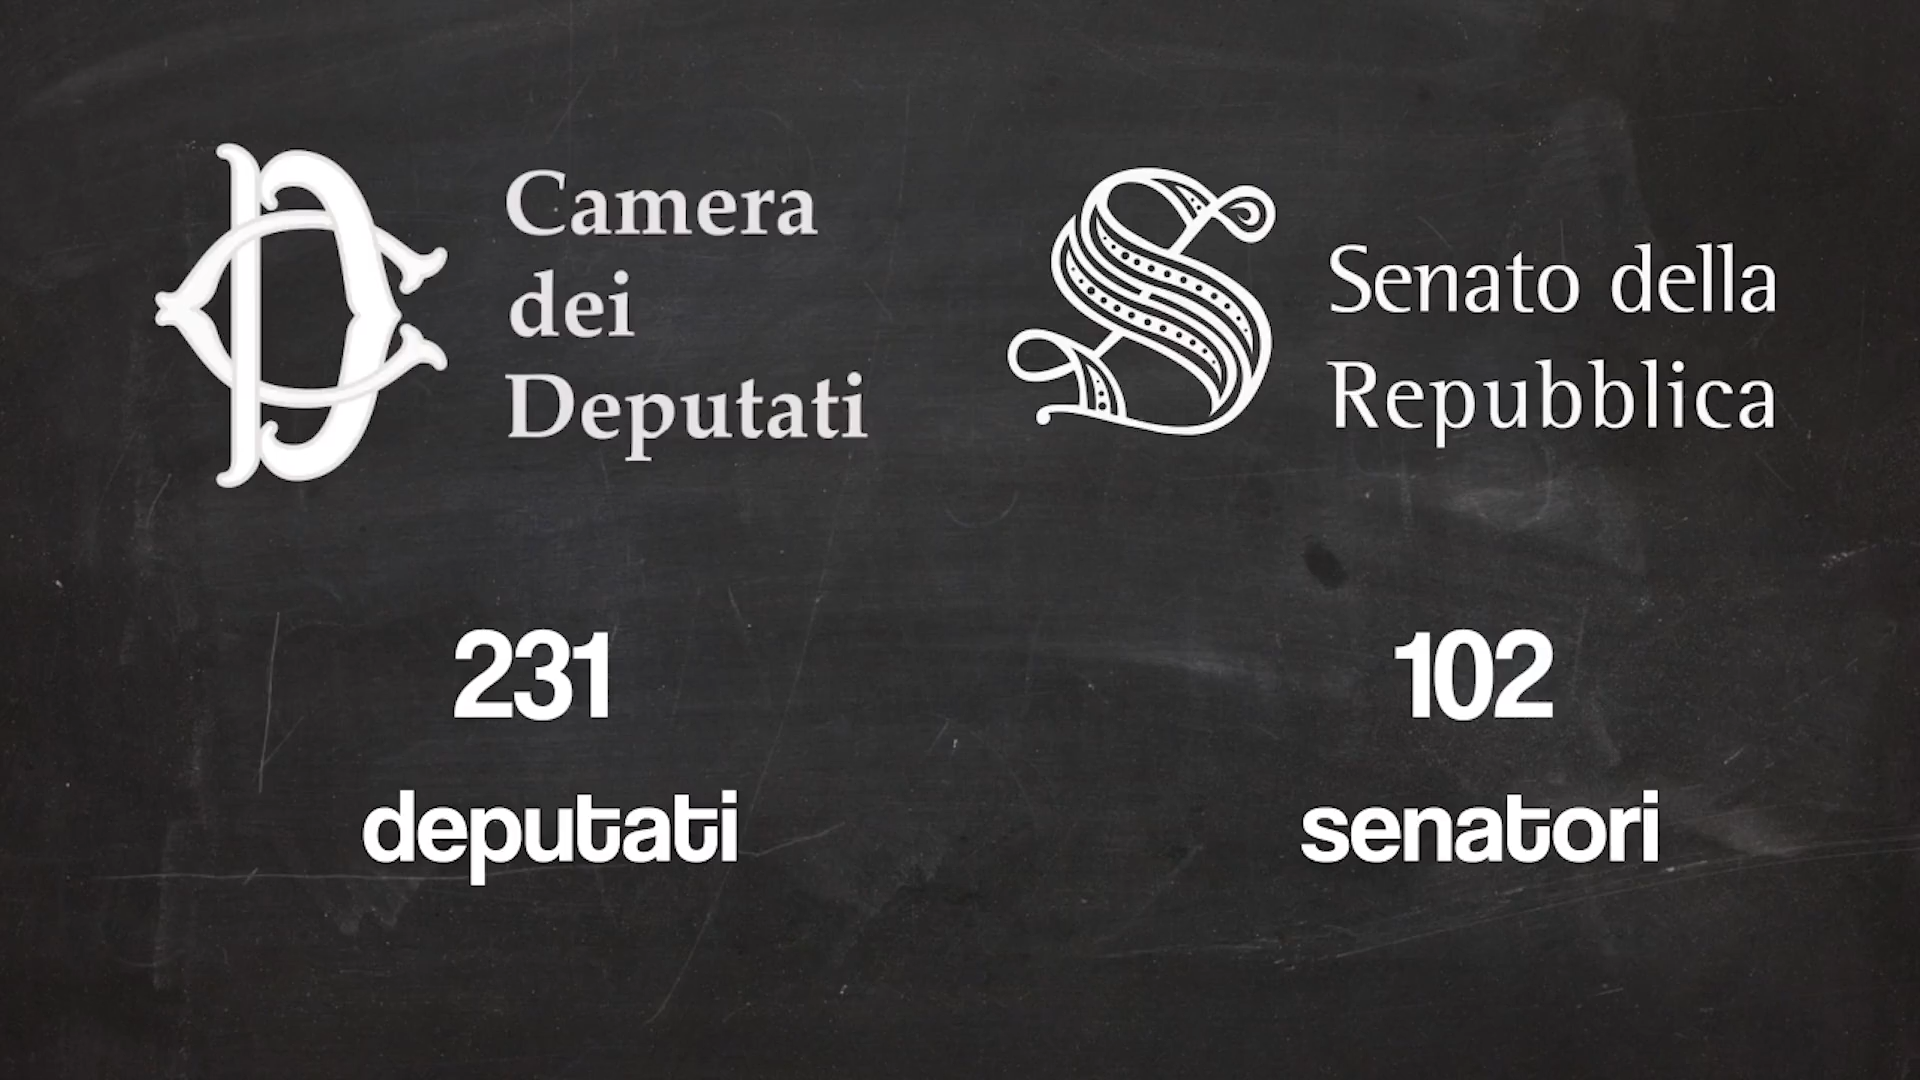 Camera
dei
Deputati
Senato della
Repubblica
231
deputati
102
senatori